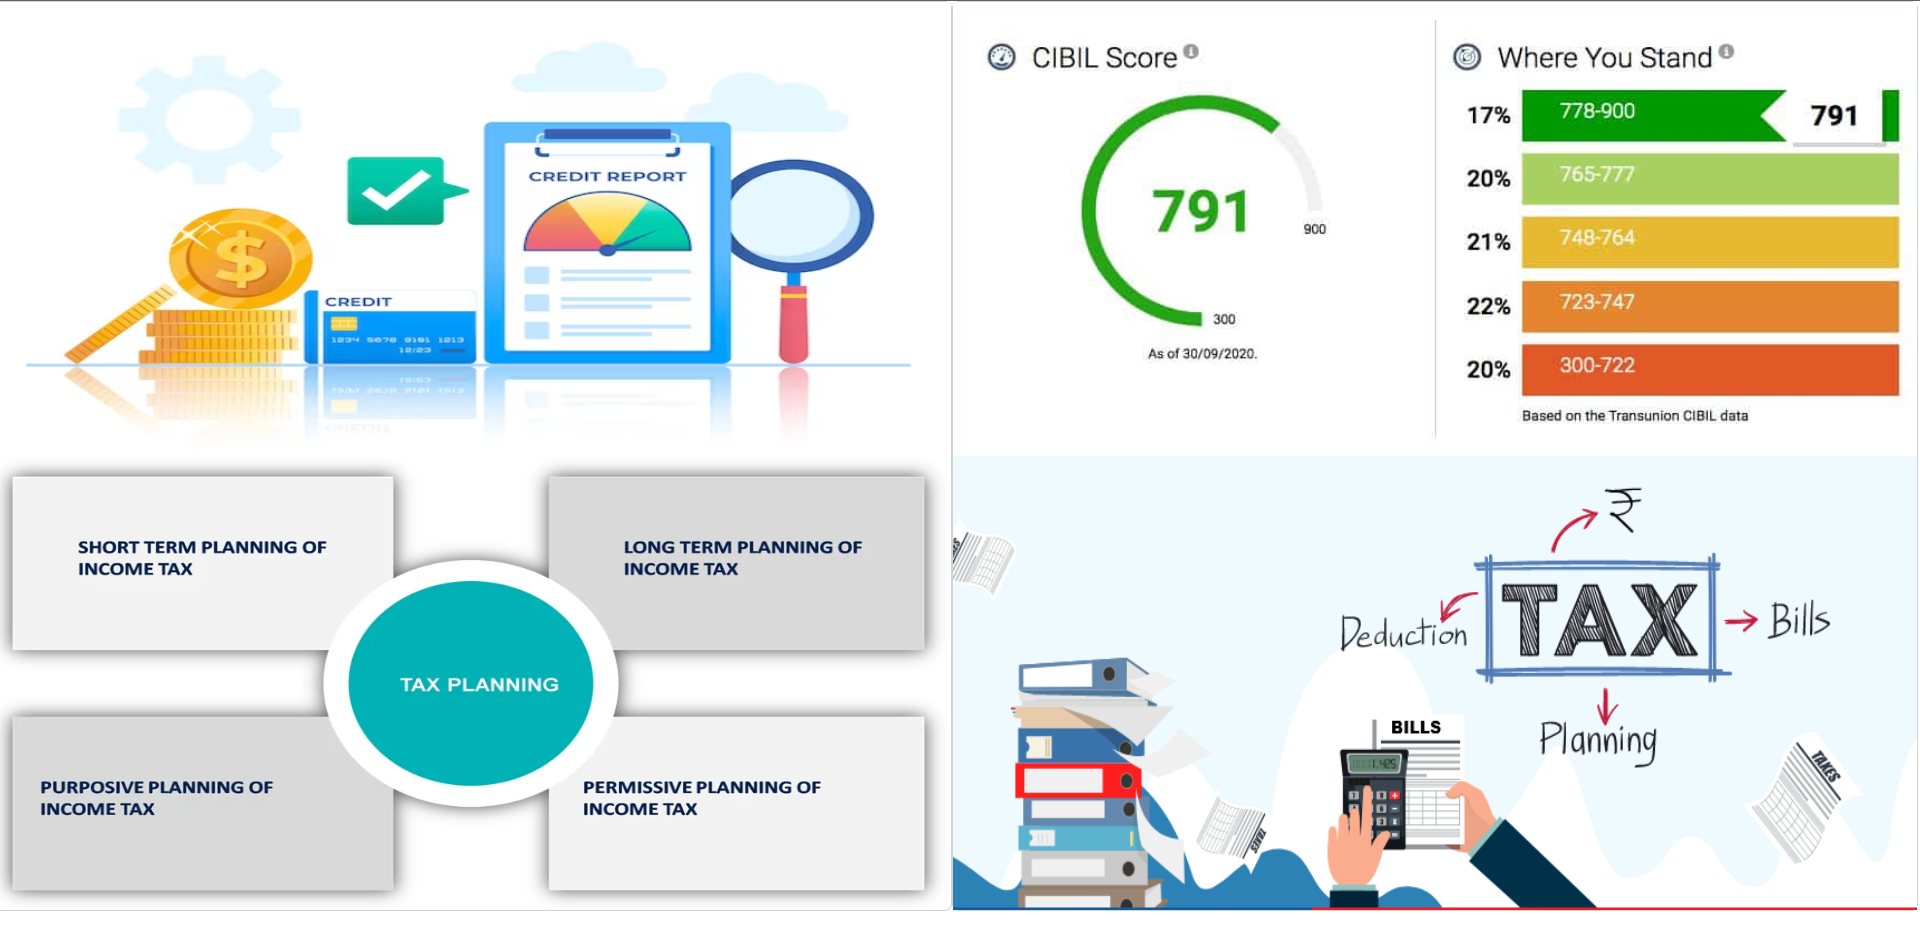 CREDIT REPORT
$
CREDIT
1234 5678 9101 1213
12/23
CIBIL Score
791
900
300
As of 30/09/2020.
Where You Stand
17% 778-900 791
20% 765-777
21% 748-764
22% 723-747
20% 300-722
Based on the Transunion CIBIL data
SHORT TERM PLANNING OF
INCOME TAX
LONG TERM PLANNING OF
INCOME TAX
TAX PLANNING
PURPOSIVE PLANNING OF
INCOME TAX
PERMISSIVE PLANNING OF
INCOME TAX
₹
TAX
Deduction
Bills
Planning
BILLS
TAXES
TAXES